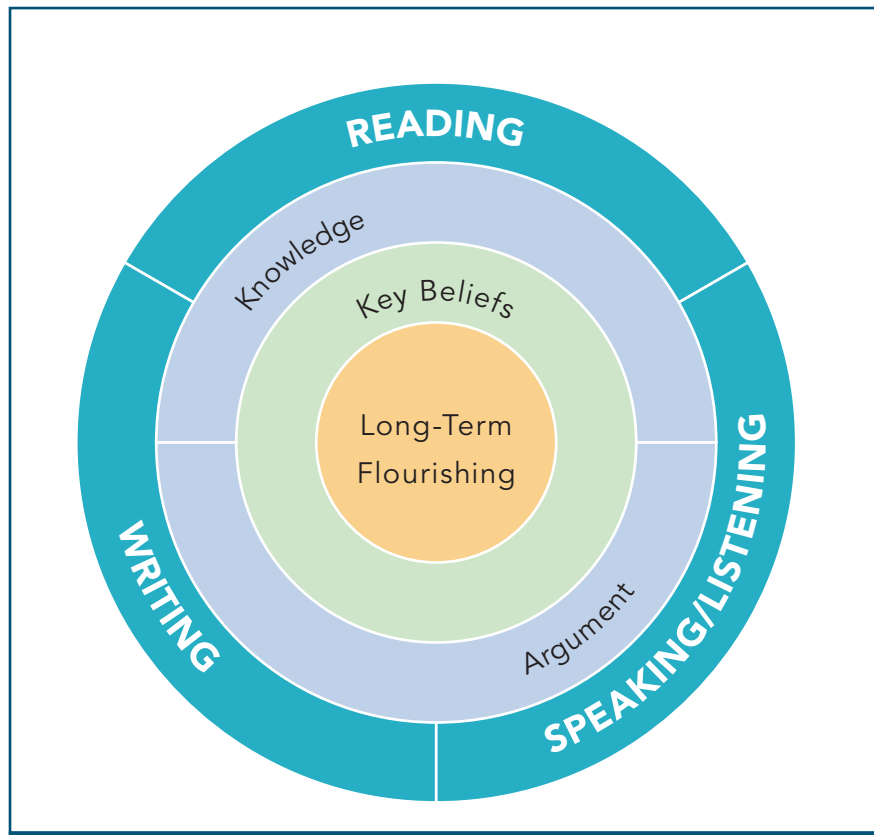 READING
Knowledge
Key Beliefs
Long-Term
Flourishing
WRITING
Argument
SPEAKING/LISTENING